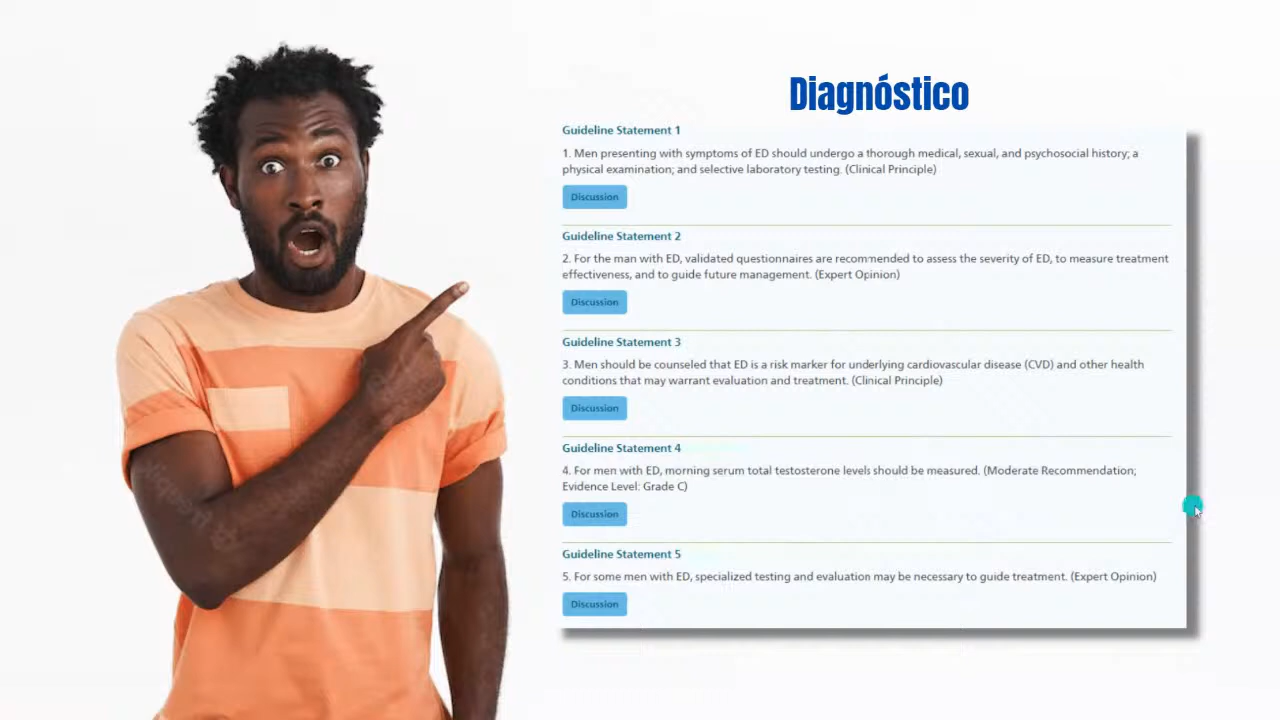 Diagnóstico
Guideline Statement 1
1. Men presenting with symptoms of ED should undergo a thorough medical, sexual, and psychosocial history; a
physical examination; and selective laboratory testing. (Clinical Principle)
Discussion
Guideline Statement 2
2. For the man with ED, validated questionnaires are recommended to assess the severity of ED, to measure treatment
effectiveness, and to guide future management. (Expert Opinion)
Discussion
Guideline Statement 3
3. Men should be counseled that ED is a risk marker for underlying cardiovascular disease (CVD) and other health
conditions that may warrant evaluation and treatment. (Clinical Principle)
Discussion
Guideline Statement 4
4. For men with ED, morning serum total testosterone levels should be measured. (Moderate Recommendation;
Evidence Level: Grade C)
Discussion
Guideline Statement 5
5. For some men with ED, specialized testing and evaluation may be necessary to guide treatment. (Expert Opinion)
Discussion